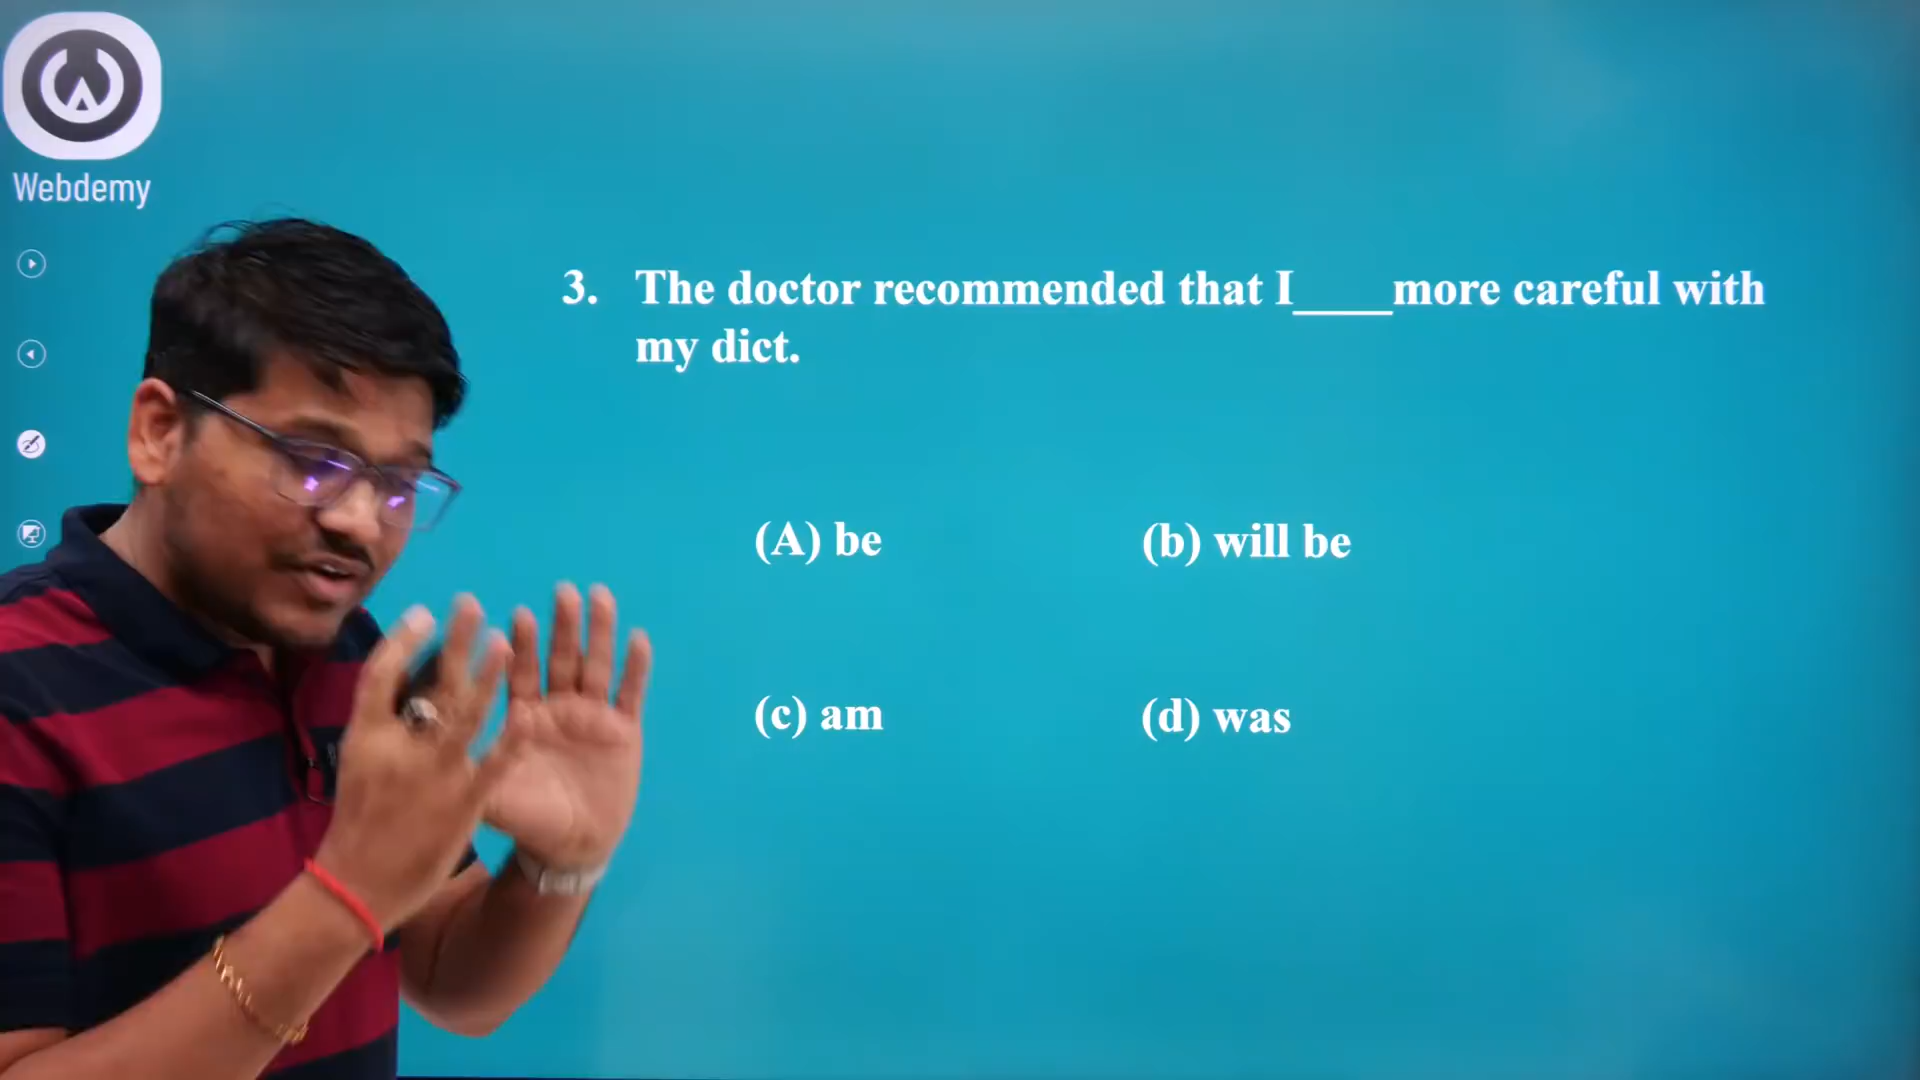 Webdemy
3. The doctor recommended that I____more careful with
my dict.
(A) be (b) will be
(c) am (d) was